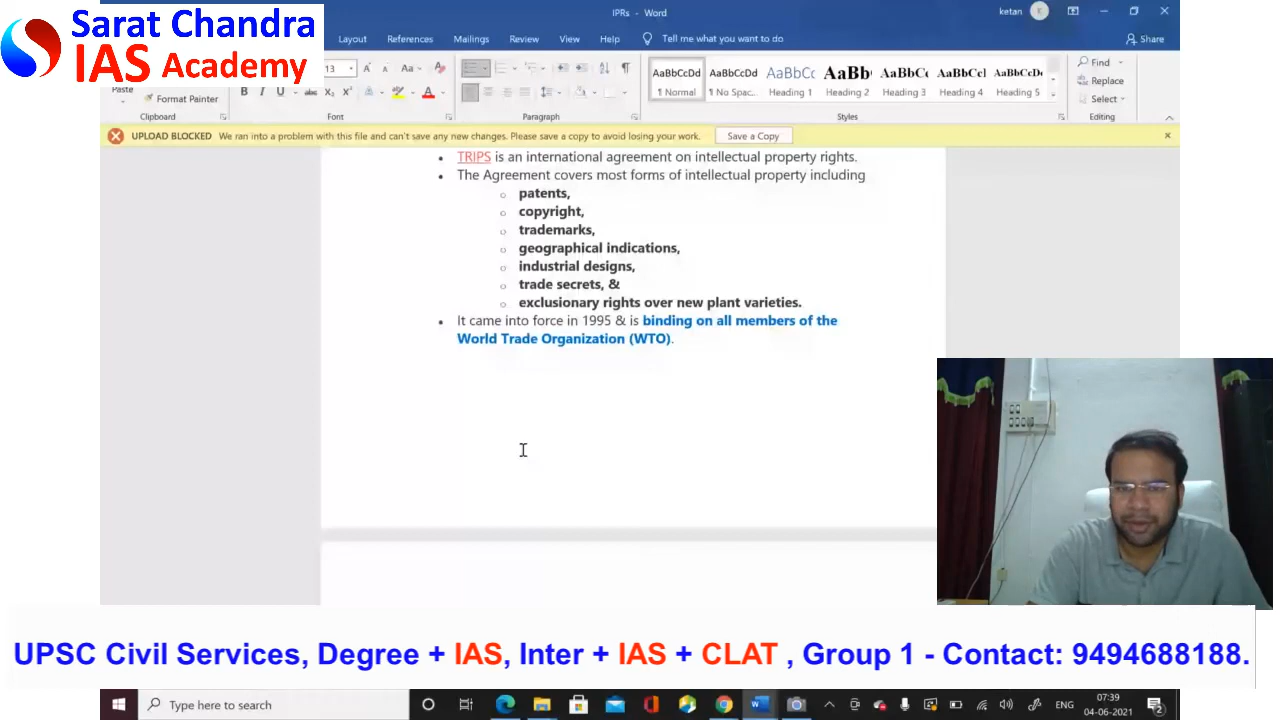 Sarat Chandra
IAS Academy
IPRs - Word
ketan
Layout References Mailings Review View Help Tell me what you want to do
Share
Paste
Format Painter
Clipboard
13
Aa
B I U abc X₂ X² A
Font
Paragraph
AaBbCcDd AaBbCcDd AaBbCc AaBb AaBbCc AaBbCcI AaBbCcDc
¶ Normal ¶ No Spac... Heading 1 Heading 2 Heading 3 Heading 4 Heading 5
Styles
Find
Replace
Select
Editing
UPLOAD BLOCKED We ran into a problem with this file and can't save any new changes. Please save a copy to avoid losing your work. Save a Copy
• TRIPS is an international agreement on intellectual property rights.
• The Agreement covers most forms of intellectual property including
o patents,
o copyright,
o trademarks,
o geographical indications,
o industrial designs,
o trade secrets, &
o exclusionary rights over new plant varieties.
• It came into force in 1995 & is binding on all members of the
World Trade Organization (WTO).
UPSC Civil Services, Degree + IAS, Inter + IAS + CLAT , Group 1 - Contact: 9494688188.
Type here to search
ENG
07:39
04-06-2021
2